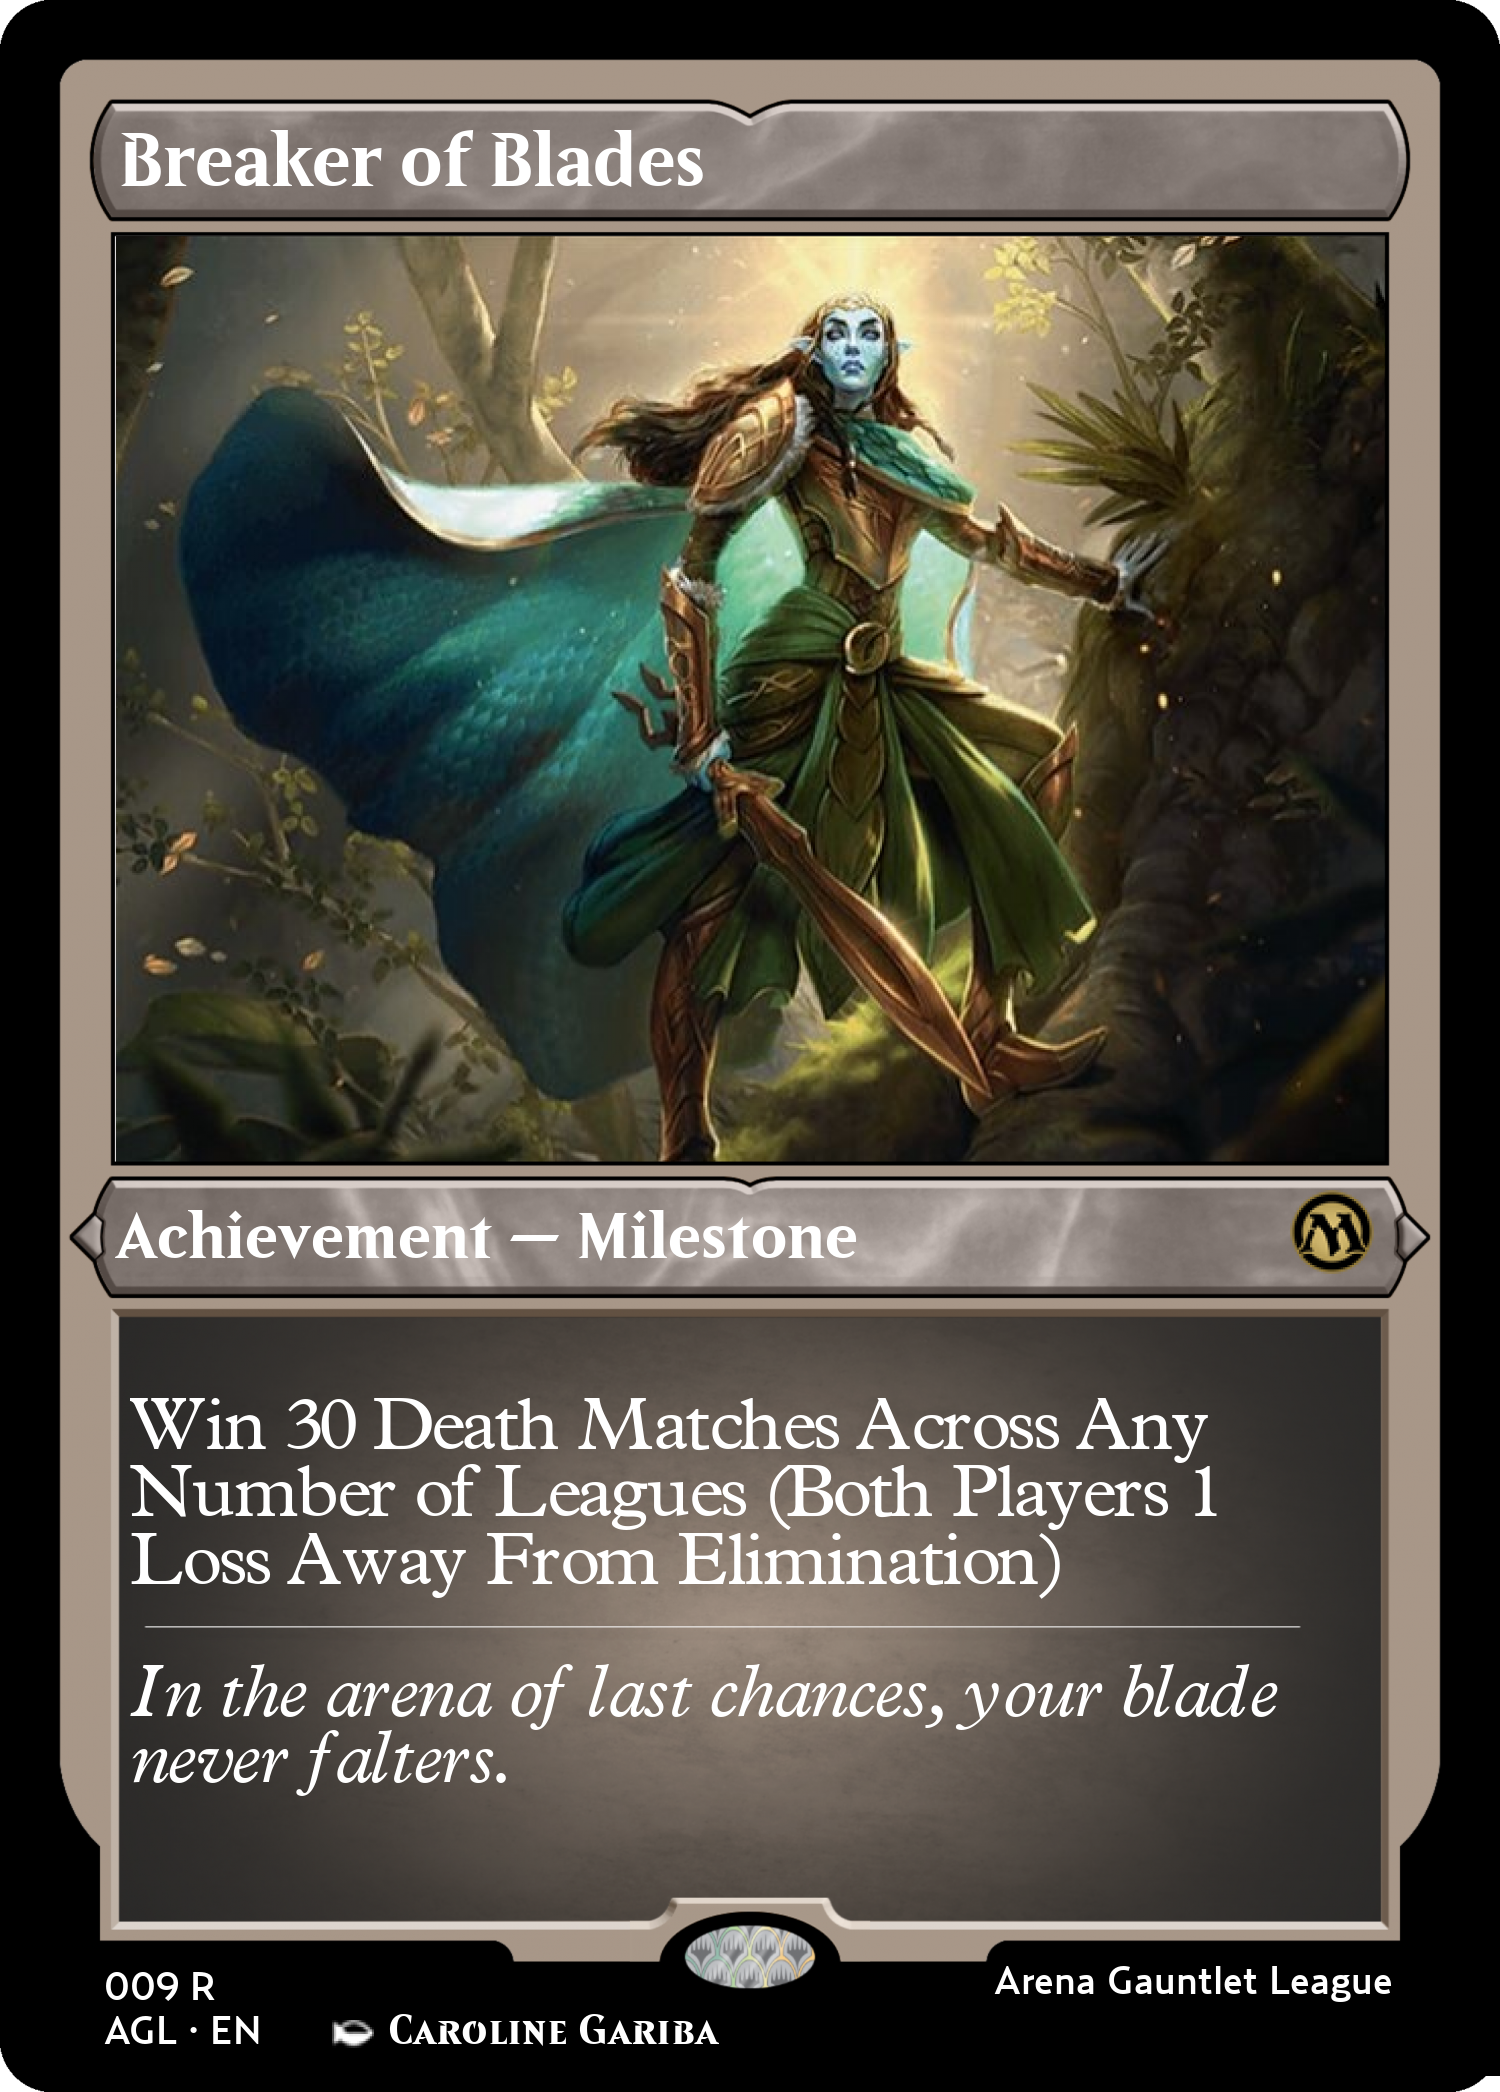 Breaker of Blades
Achievement — Milestone
M
Win 30 Death Matches Across Any
Number of Leagues (Both Players 1
Loss Away From Elimination)
In the arena of last chances, your blade
never falters.
009 R
Arena Gauntlet League
AGL · EN CAROLINE GARIBA